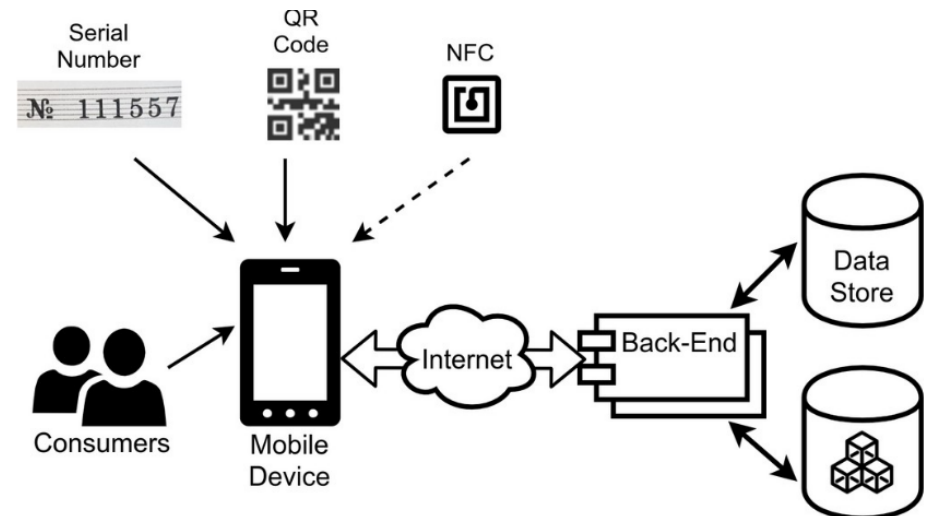 Serial
Number
№ 111557
QR
Code
NFC
Data
Store
Internet
Back-End
Consumers
Mobile
Device